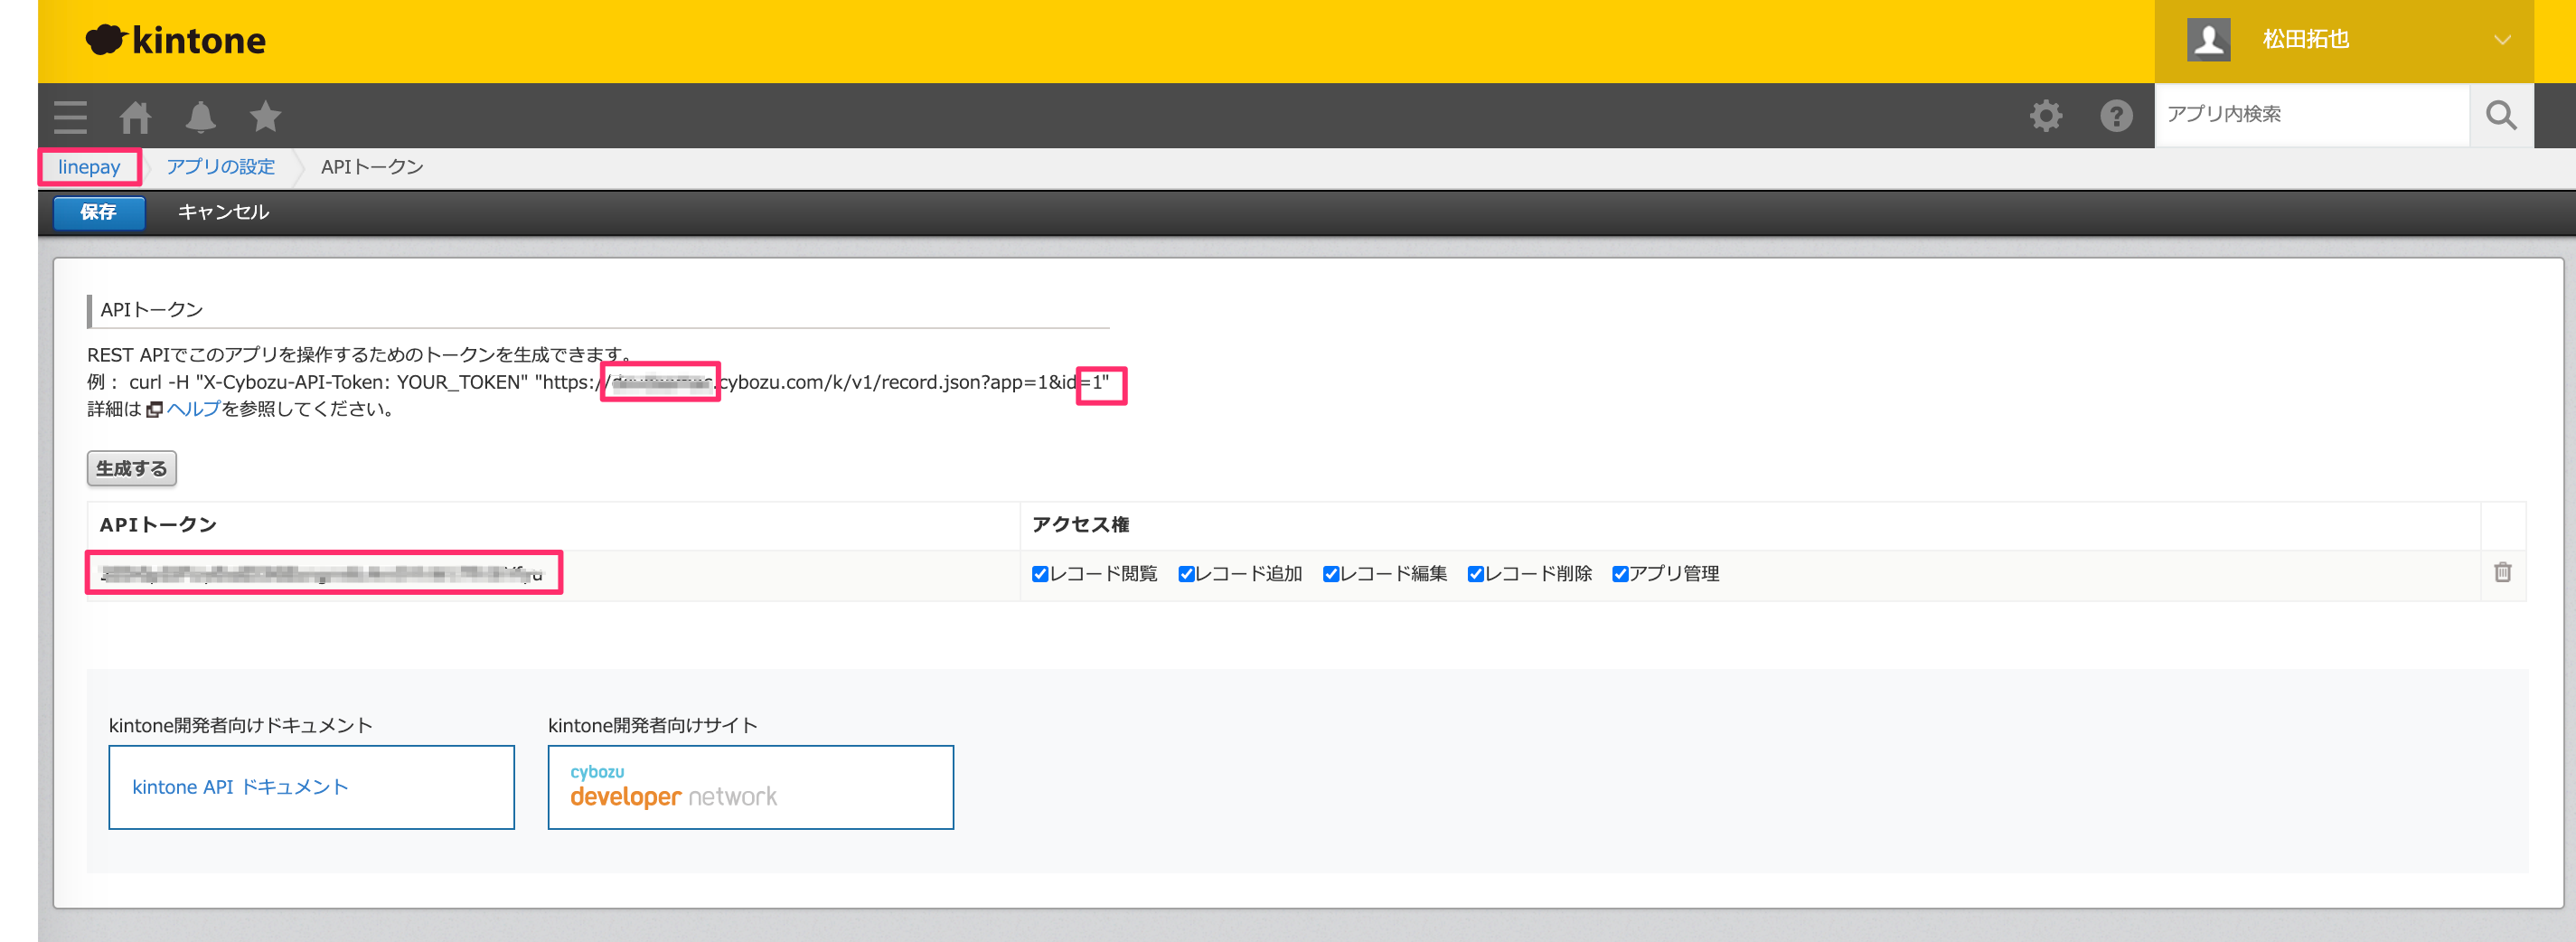 kintone
松田拓也
アプリ内検索
linepay アプリの設定 APIトークン
保存 キャンセル
APIトークン
REST APIでこのアプリを操作するためのトークンを生成できます。
例： curl -H "X-Cybozu-API-Token: YOUR_TOKEN" "https:// .cybozu.com/k/v1/record.json?app=1&id=1"
詳細は ヘルプを参照してください。
生成する
APIトークン アクセス権
レコード閲覧 レコード追加 レコード編集 レコード削除 アプリ管理
kintone開発者向けドキュメント kintone開発者向けサイト
kintone API ドキュメント
cybozu
developer network